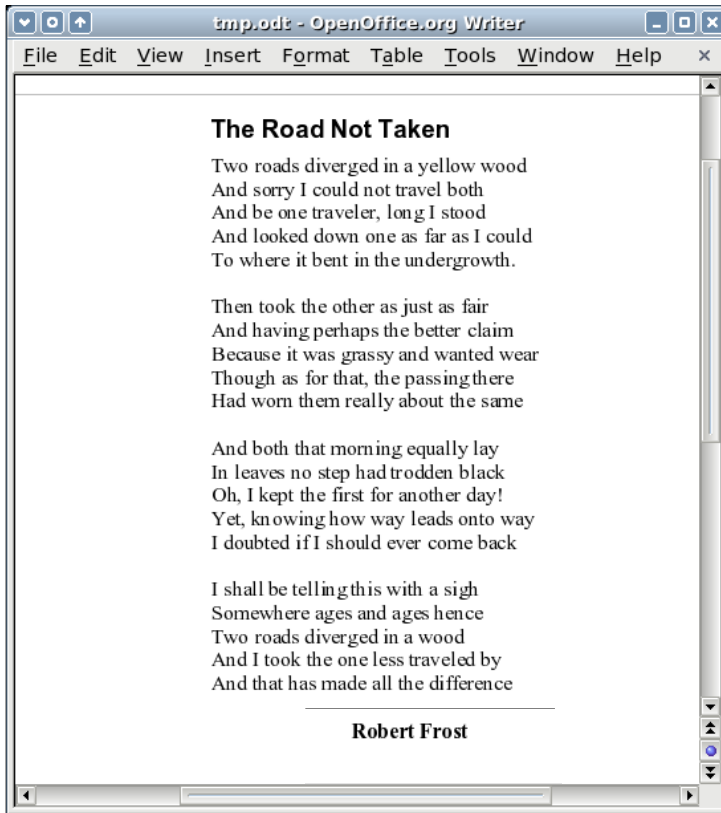 tmp.odt - OpenOffice.org Writer
File Edit View Insert Format Table Tools Window Help
The Road Not Taken
Two roads diverged in a yellow wood
And sorry I could not travel both
And be one traveler, long I stood
And looked down one as far as I could
To where it bent in the undergrowth.
Then took the other as just as fair
And having perhaps the better claim
Because it was grassy and wanted wear
Though as for that, the passing there
Had worn them really about the same
And both that morning equally lay
In leaves no step had trodden black
Oh, I kept the first for another day!
Yet, knowing how way leads onto way
I doubted if I should ever come back
I shall be telling this with a sigh
Somewhere ages and ages hence
Two roads diverged in a wood
And I took the one less traveled by
And that has made all the difference
Robert Frost